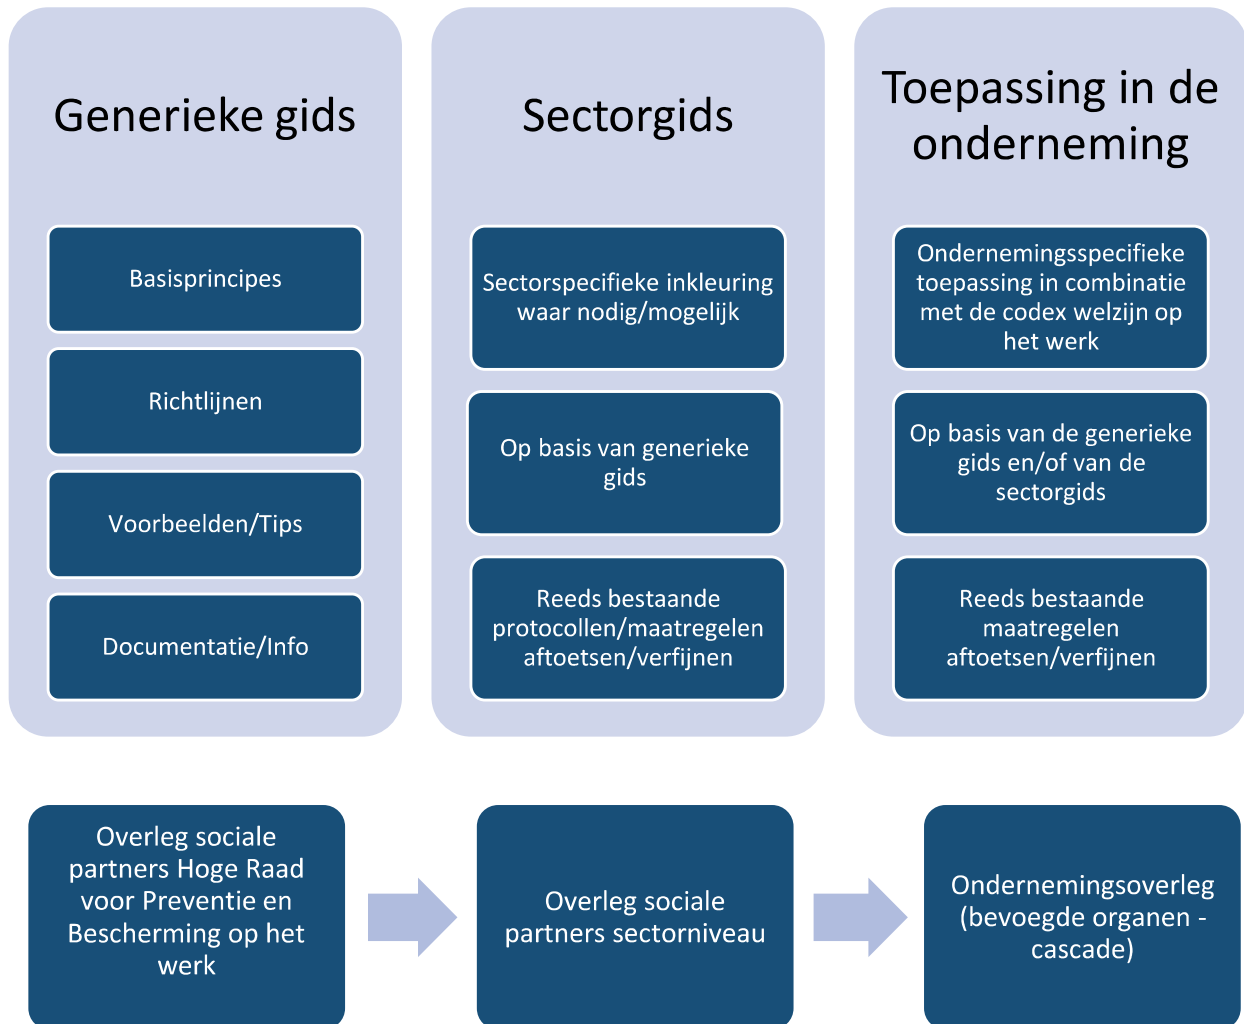 Generieke gids
Basisprincipes
Richtlijnen
Voorbeelden/Tips
Documentatie/Info
Sectorgids
Sectorspecifieke inkleuring
waar nodig/mogelijk
Op basis van generieke
gids
Reeds bestaande
protocollen/maatregelen
aftoetsen/verfijnen
Toepassing in de
onderneming
Ondernemingsspecifieke
toepassing in combinatie
met de codex welzijn op
het werk
Op basis van de generieke
gids en/of van de
sectorgids
Reeds bestaande
maatregelen
aftoetsen/verfijnen
Overleg sociale
partners Hoge Raad
voor Preventie en
Bescherming op het
werk
Overleg sociale
partners sectorniveau
Ondernemingsoverleg
(bevoegde organen -
cascade)